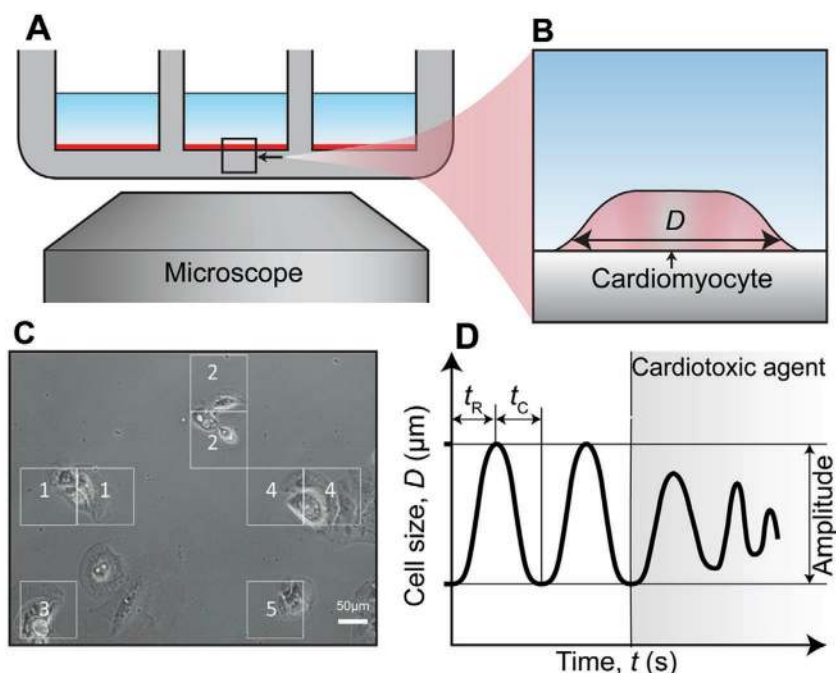 A
Microscope
B
D
Cardiomyocyte
C
2
2
1 1
4 4
3
5
50µm
D
Cardiotoxic agent
tR
tC
Cell size, D (µm)
Amplitude
Time, t (s)